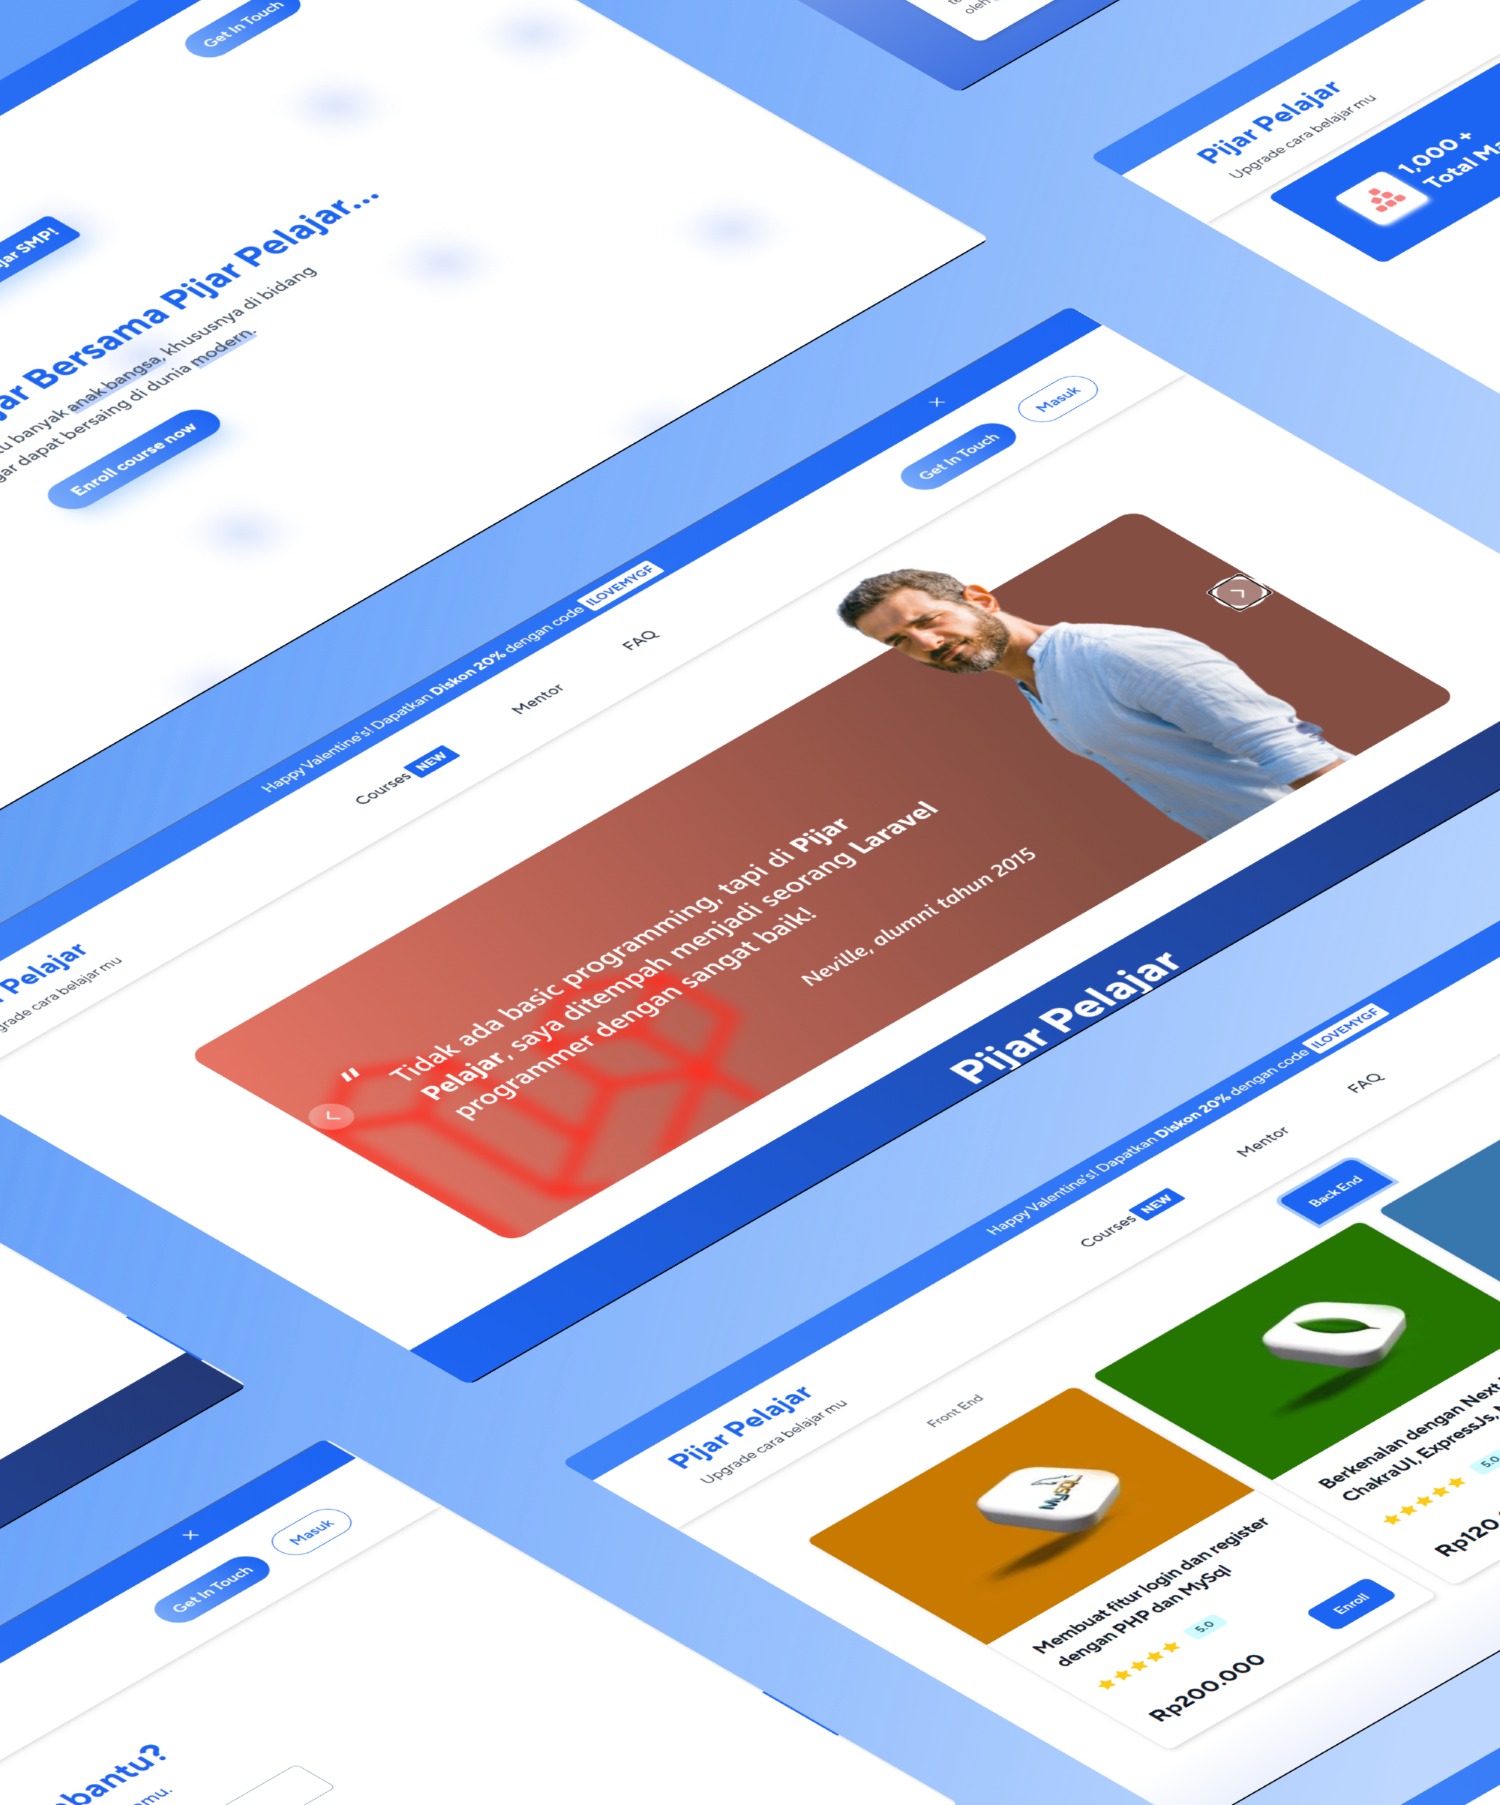 Get In Touch
oleh
Pijar Pelajar
Upgrade cara belajar mu
1,000 +
Total
jar SMP!
Bersama Pijar Pelajar...
banyak anak bangsa, khususnya di bidang
dapat bersaing di dunia modern.
Enroll course now
Happy Valentine's! Dapatkan Diskon 20% dengan code ILOVEMYGF
×
Pelajar
cara belajar mu
Courses NEW
Mentor
FAQ
Get In Touch
Masuk
"
Tidak ada basic programming, tapi di Pijar
Pelajar, saya ditempah menjadi seorang Laravel
programmer dengan sangat baik!
Neville, alumni tahun 2015
Pijar Pelajar
Happy Valentine's! Dapatkan Diskon 20% dengan code ILOVEMYGF
Pijar Pelajar
Upgrade cara belajar mu
Courses NEW
Mentor
FAQ
Front End
Back End
MySQL
Membuat fitur login dan register
dengan PHP dan MySql
5.0
Rp200.000
Enroll
Berkenalan dengan Next
ChakraUI, ExpressJs,
5.0
Rp120
×
Get In Touch
Masuk
bantu?
mu.